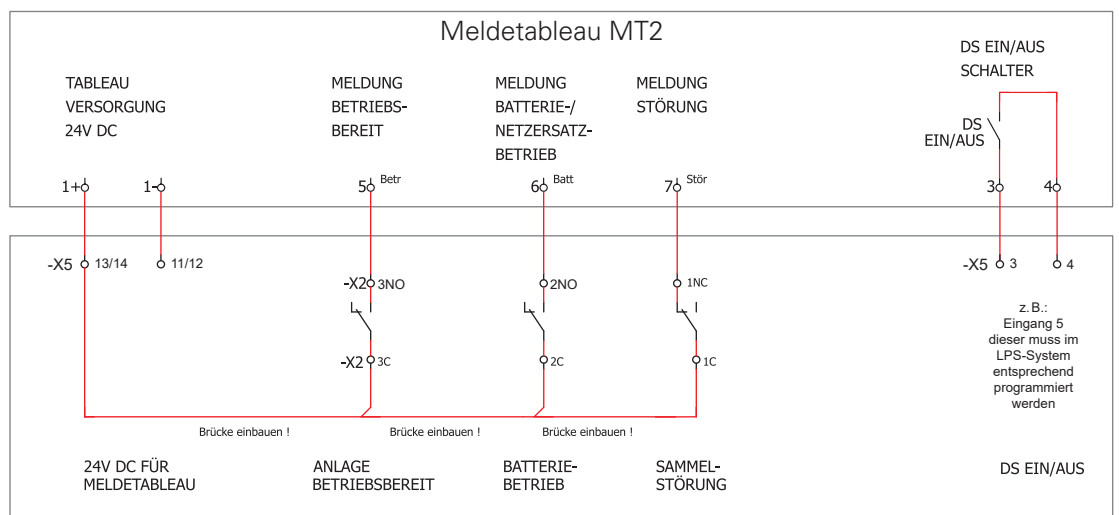 Meldetableau MT2
TABLEAU
VERSORGUNG
24V DC
MELDUNG
BETRIEBS-
BEREIT
MELDUNG
BATTERIE-/
NETZERSATZ-
BETRIEB
MELDUNG
STÖRUNG
DS EIN/AUS
SCHALTER
DS
EIN/AUS
1+
1-
5 Betr
6 Batt
7 Stör
3
4
-X5 13/14
11/12
-X2 3NO
2NO
1NC
-X5 3
4
-X2 3C
2C
1C
z. B.:
Eingang 5
dieser muss im
LPS-System
entsprechend
programmiert
werden
Brücke einbauen !
Brücke einbauen !
Brücke einbauen !
24V DC FÜR
MELDETABLEAU
ANLAGE
BETRIEBSBEREIT
BATTERIE-
BETRIEB
SAMMEL-
STÖRUNG
DS EIN/AUS